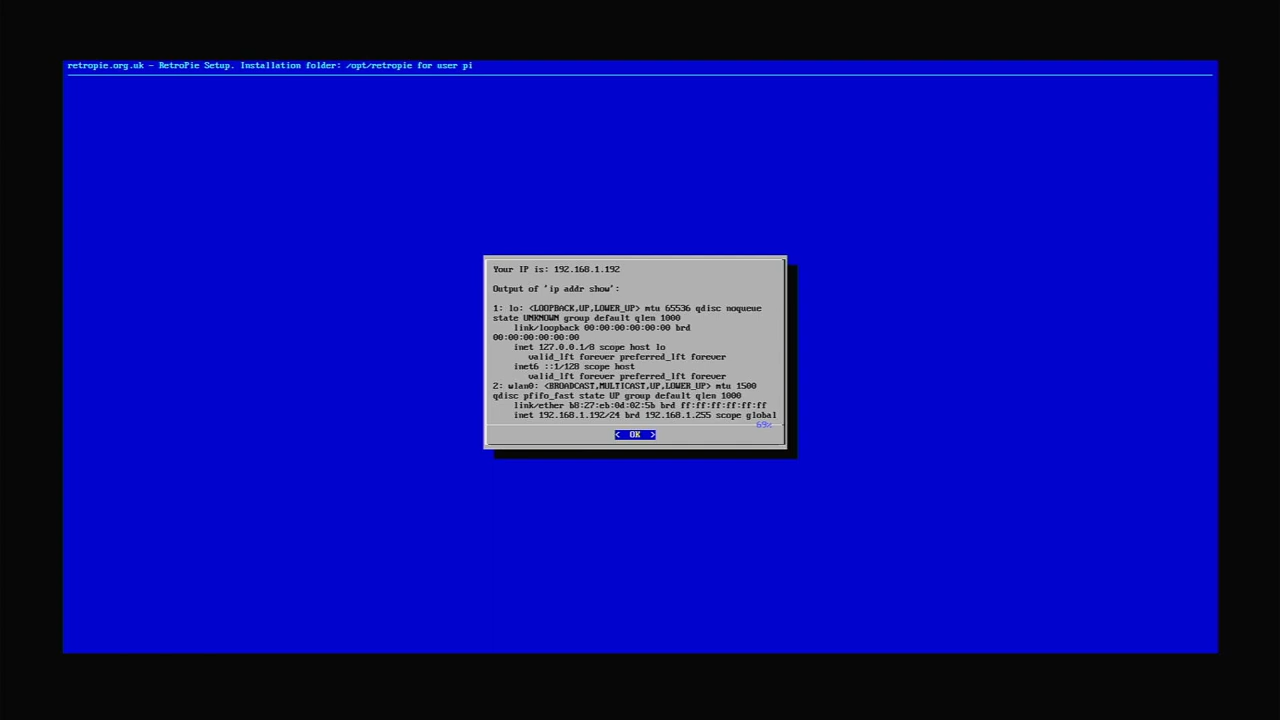 retropie.org.uk - RetroPie Setup. Installation folder: /opt/retropie for user pi
Your IP is: 192.168.1.192
Output of 'ip addr show':
1: lo: <LOOPBACK,UP,LOWER_UP> mtu 65536 qdisc noqueue
state UNKNOWN group default qlen 1000
link/loopback 00:00:00:00:00:00 brd
00:00:00:00:00:00
inet 127.0.0.1/8 scope host lo
valid_lft forever preferred_lft forever
inet6 ::1/128 scope host
valid_lft forever preferred_lft forever
2: wlan0: <BROADCAST,MULTICAST,UP,LOWER_UP> mtu 1500
qdisc pfifo_fast state UP group default qlen 1000
link/ether b8:27:eb:0d:02:5b brd ff:ff:ff:ff:ff:ff
inet 192.168.1.192/24 brd 192.168.1.255 scope global
69%
< OK >